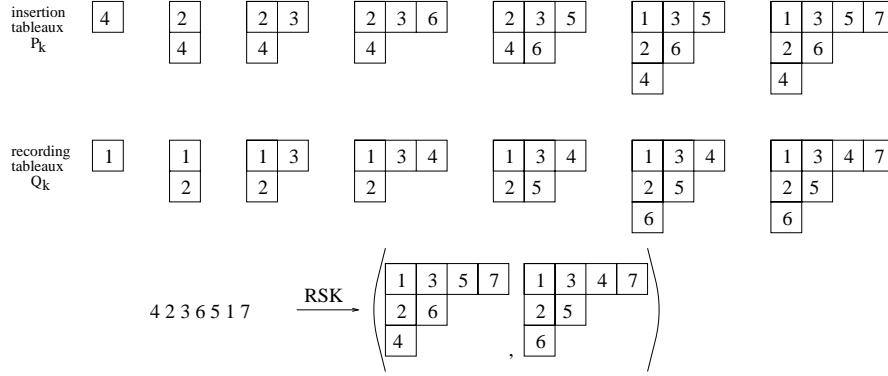 insertion
tableaux
Pk
4 2 2 3 2 3 6 2 3 5 1 3 5 1 3 5 7
4 4 4 4 6 2 6 2 6
4 4
recording
tableaux
Qk
1 1 1 3 1 3 4 1 3 4 1 3 4 1 3 4 7
2 2 2 2 5 2 5 2 5
6 6
4 2 3 6 5 1 7 RSK 1 3 5 7 1 3 4 7
2 6 2 5
4 , 6